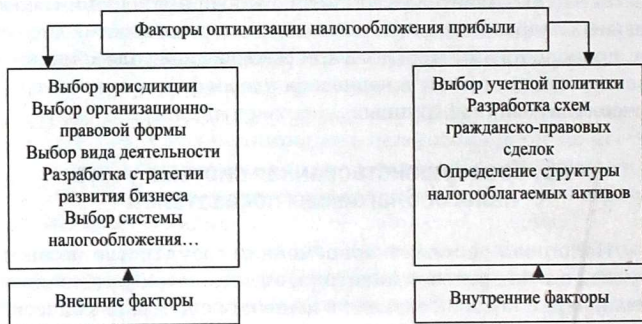 Факторы оптимизации налогообложения прибыли
Выбор юрисдикции
Выбор организационно-
правовой формы
Выбор вида деятельности
Разработка стратегии
развития бизнеса
Выбор системы
налогообложения…
Внешние факторы
Выбор учетной политики
Разработка схем
гражданско-правовых
сделок
Определение структуры
налогооблагаемых активов
Внутренние факторы